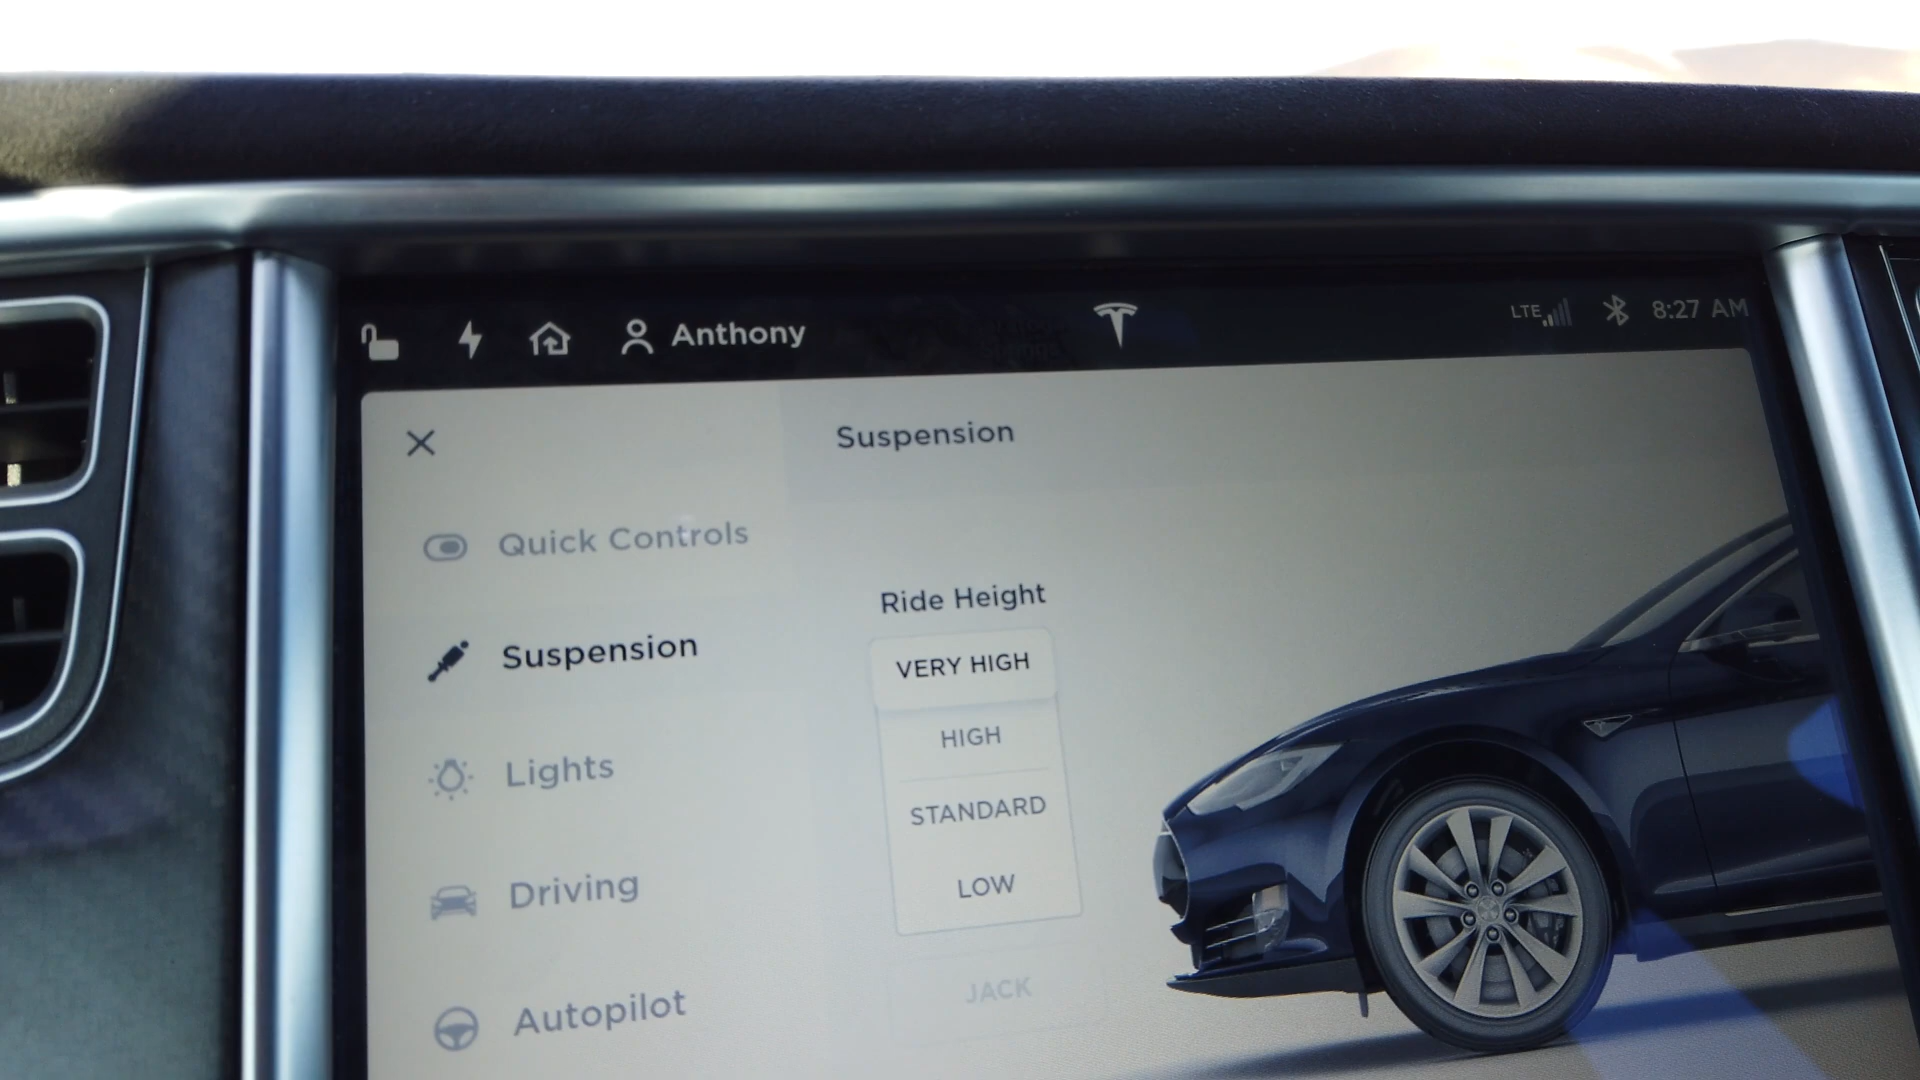 Anthony
LTE
8:27 AM
Suspension
Quick Controls
Suspension
Lights
Driving
Autopilot
Ride Height
VERY HIGH
HIGH
STANDARD
LOW
JACK